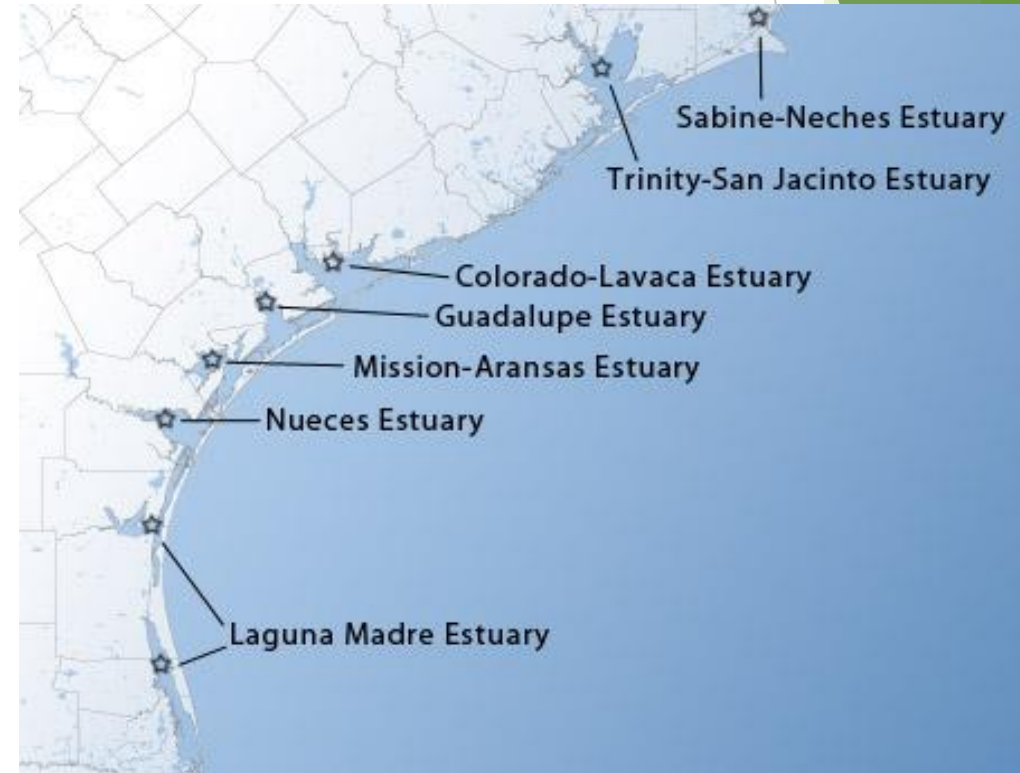 Sabine-Neches Estuary
Trinity-San Jacinto Estuary
Colorado-Lavaca Estuary
Guadalupe Estuary
Mission-Aransas Estuary
Nueces Estuary
Laguna Madre Estuary